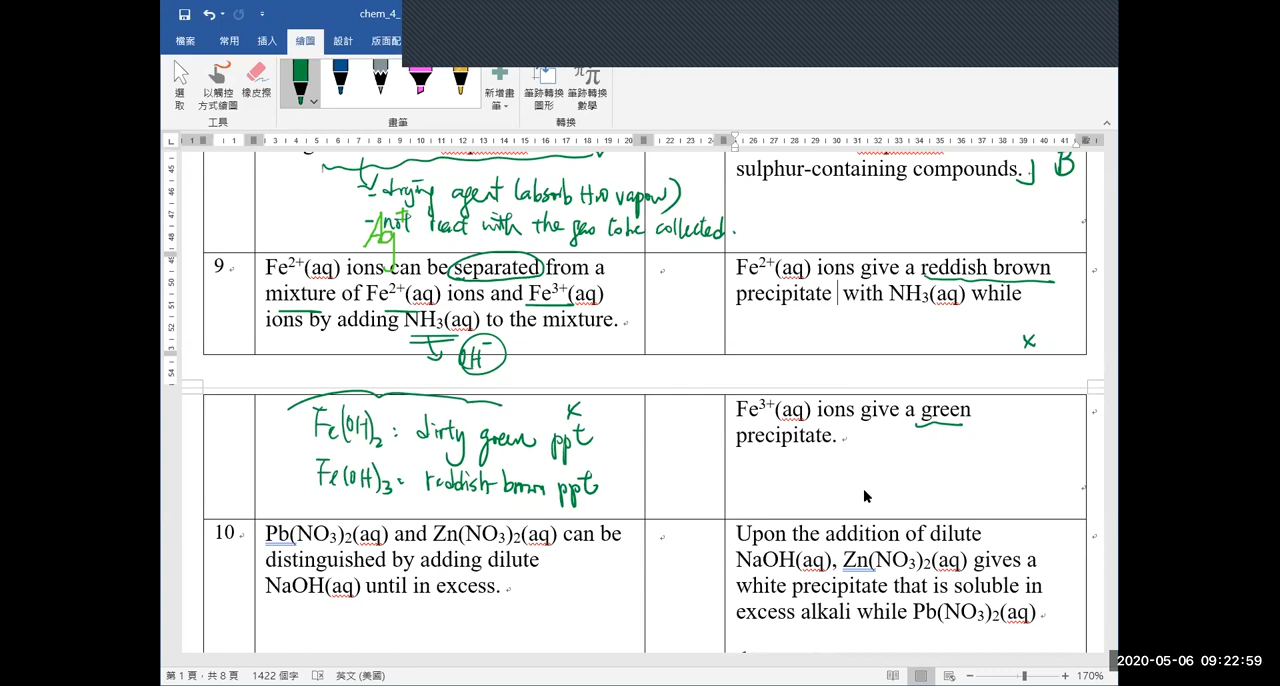 chem_4_
檔案 常用 插入 繪圖 設計 版面配
選取
以觸控方式繪圖
橡皮擦
新增畫筆
筆跡轉換圖形
筆跡轉換數學
工具 畫筆 轉換
sulphur-containing compounds. B
- drying agent (absorb H2O vapour)
- not react with the gas to be collected.
Ag+
9 Fe2+(aq) ions can be separated from a
mixture of Fe2+(aq) ions and Fe3+(aq)
ions by adding NH3(aq) to the mixture.
OH-
Fe2+(aq) ions give a reddish brown
precipitate with NH3(aq) while
x
Fe(OH)2: dirty green ppt x
Fe(OH)3= reddish-brown ppt
Fe3+(aq) ions give a green
precipitate.
10 Pb(NO3)2(aq) and Zn(NO3)2(aq) can be
distinguished by adding dilute
NaOH(aq) until in excess.
Upon the addition of dilute
NaOH(aq), Zn(NO3)2(aq) gives a
white precipitate that is soluble in
excess alkali while Pb(NO3)2(aq)
第 1 頁，共 8 頁 1422 個字 英文 (美國) 170%
2020-05-06 09:22:59